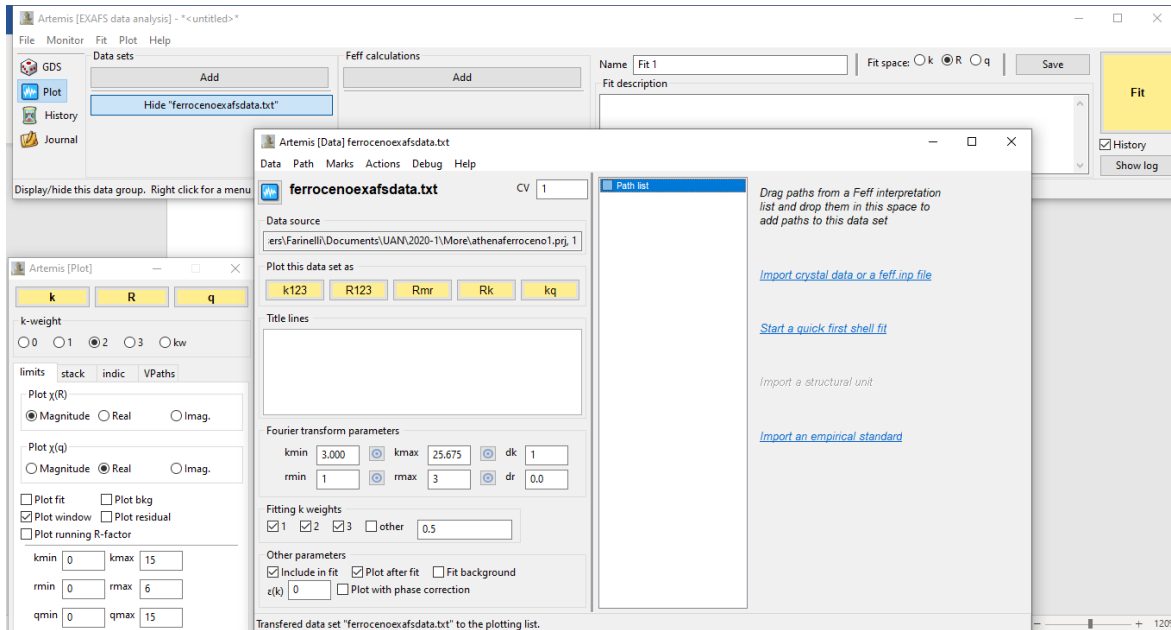 Artemis [EXAFS data analysis] - *<untitled>*
File Monitor Fit Plot Help
GDS
Plot
History
Journal
Data sets
Add
Hide "ferrocenoexafsdata.txt"
Feff calculations
Add
Name Fit 1
Fit space: k R q
Save
Fit description
Fit
History
Show log
Display/hide this data group. Right click for a menu
Artemis [Plot]
k R q
k-weight
0 1 2 3 kw
limits stack indic VPaths
Plot χ(R)
Magnitude Real Imag.
Plot χ(q)
Magnitude Real Imag.
Plot fit Plot bkg
Plot window Plot residual
Plot running R-factor
kmin 0 kmax 15
rmin 0 rmax 6
qmin 0 qmax 15
Artemis [Data] ferrocenoexafsdata.txt
Data Path Marks Actions Debug Help
ferrocenoexafsdata.txt CV 1
Data source
ers\Farinelli\Documents\UAN\2020-1\More\athenaferroceno1.prj, 1
Plot this data set as
k123 R123 Rmr Rk kq
Title lines
Fourier transform parameters
kmin 3.000 kmax 25.675 dk 1
rmin 1 rmax 3 dr 0.0
Fitting k weights
1 2 3 other 0.5
Other parameters
Include in fit Plot after fit Fit background
ε(k) 0 Plot with phase correction
Transfered data set "ferrocenoexafsdata.txt" to the plotting list.
Path list
Drag paths from a Feff interpretation
list and drop them in this space to
add paths to this data set
Import crystal data or a feff.inp file
Start a quick first shell fit
Import a structural unit
Import an empirical standard